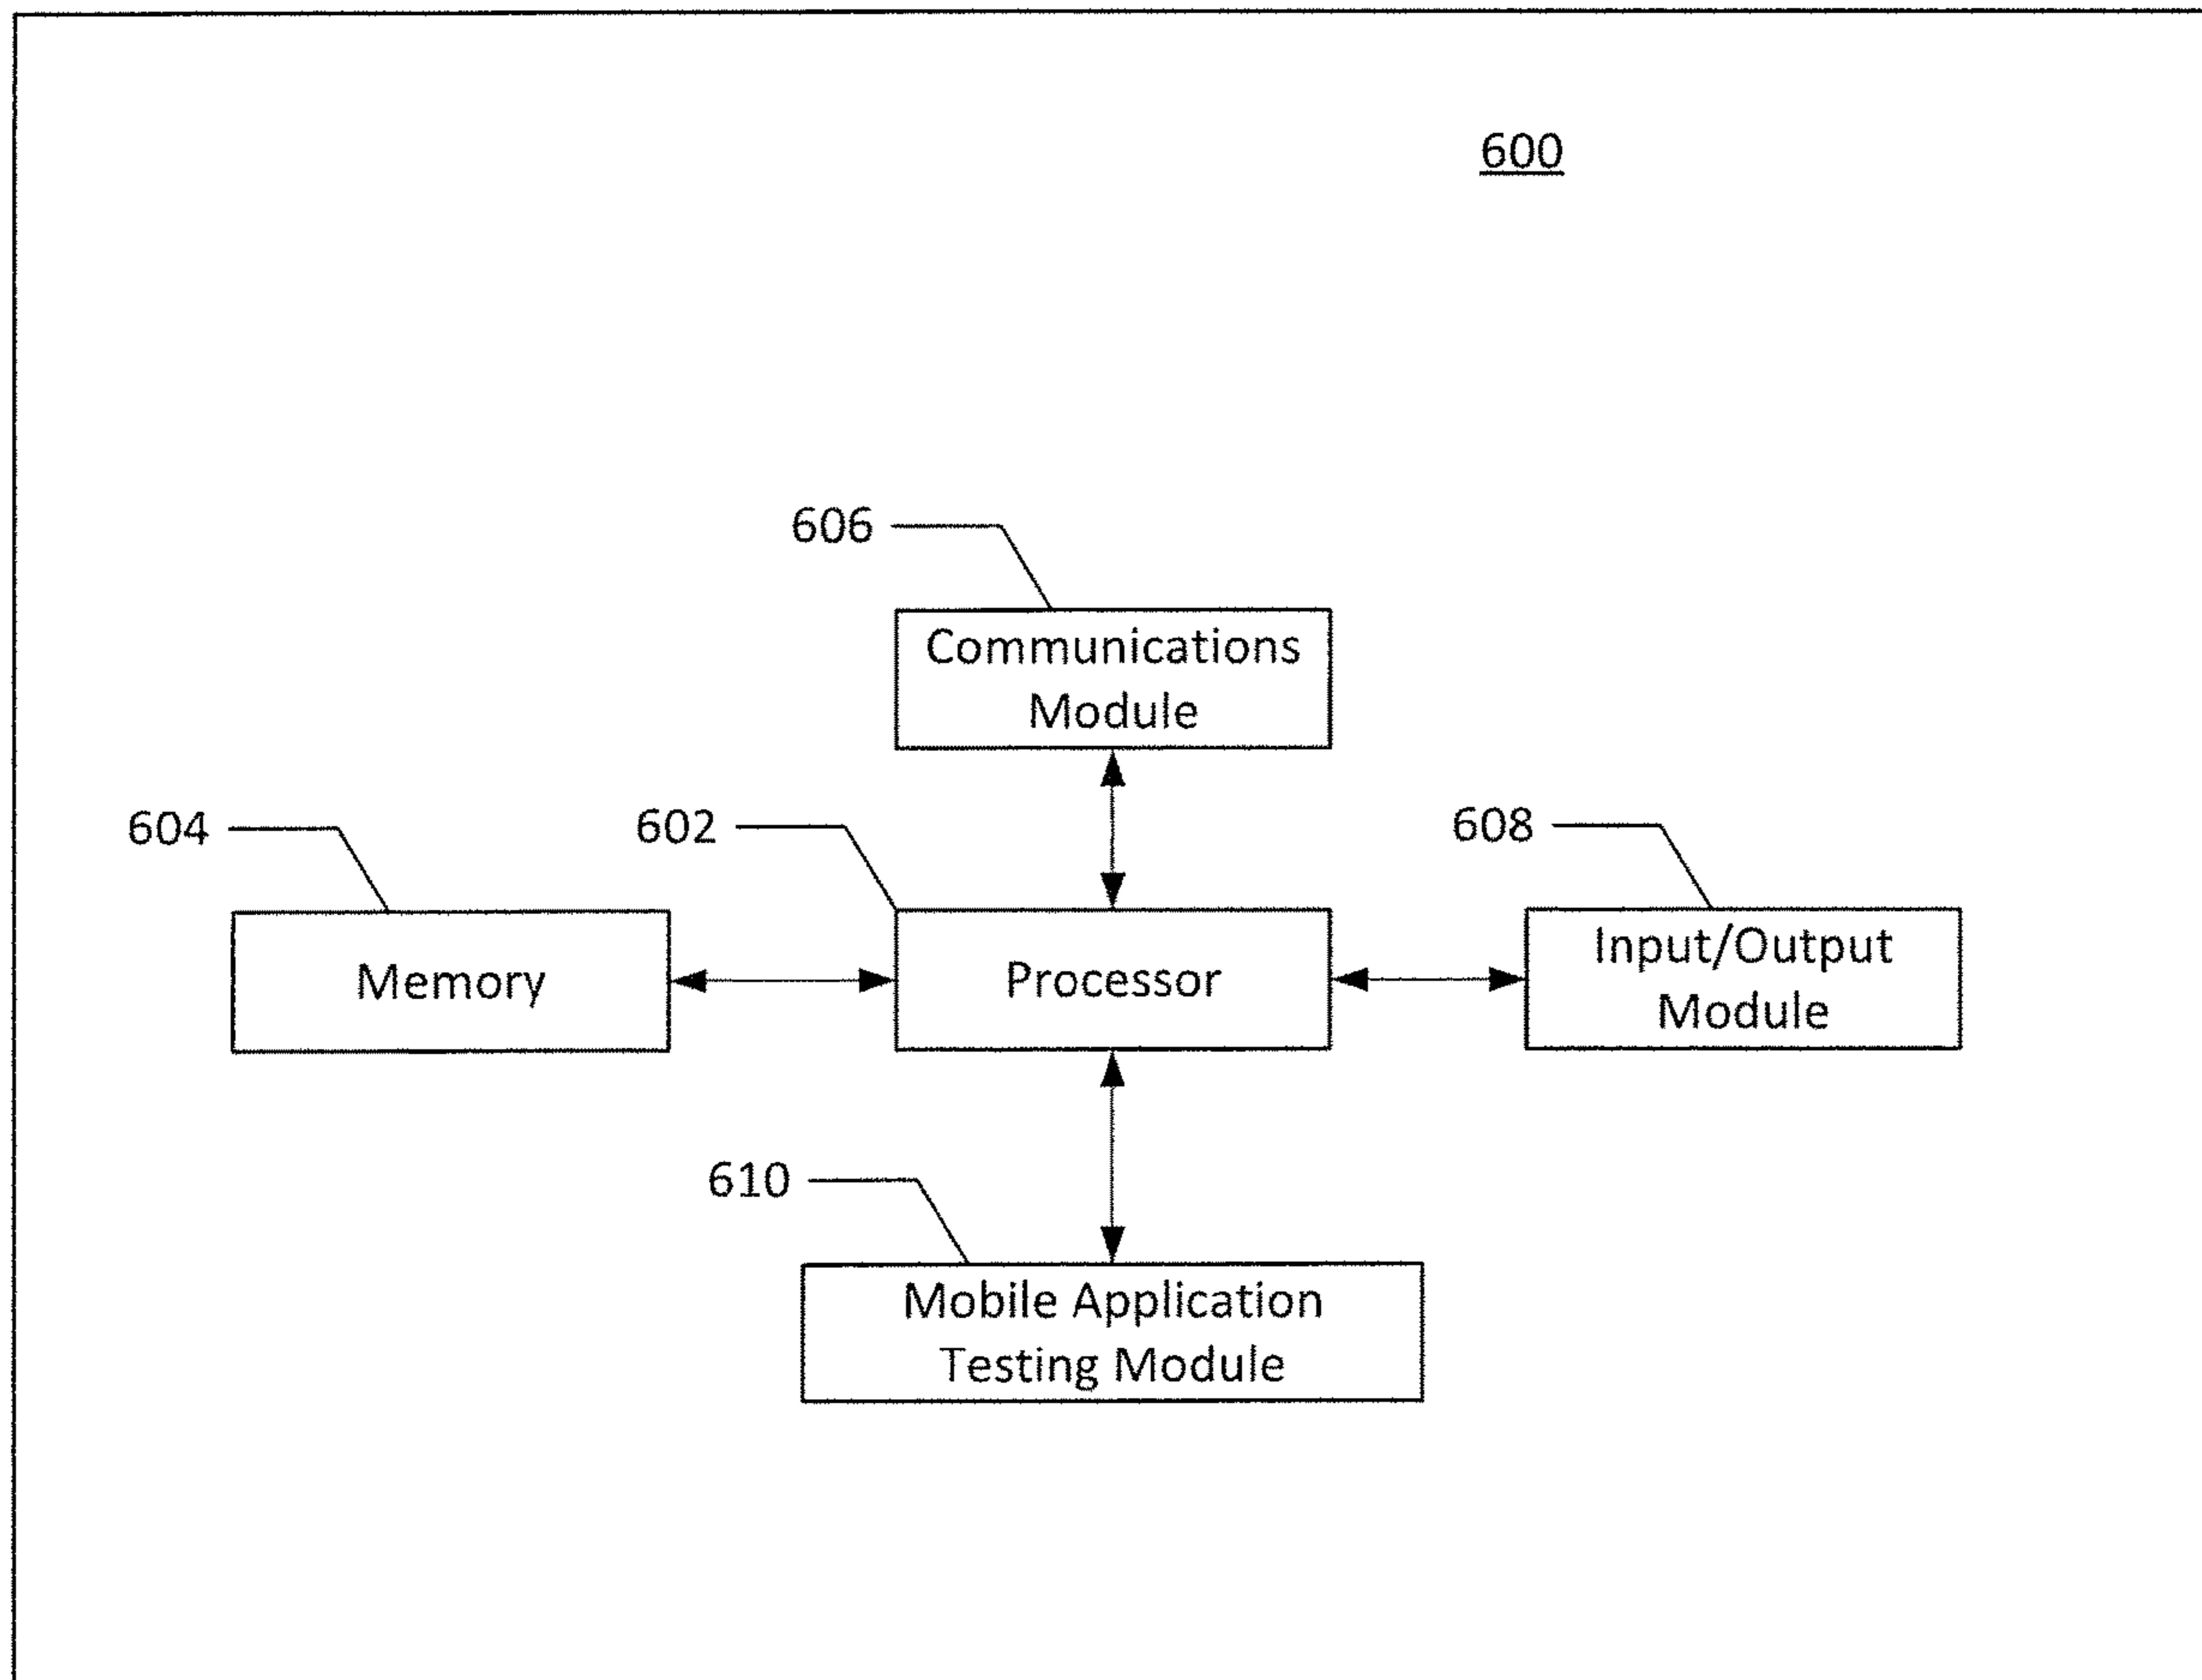 600
606
Communications
Module
604
602
608
Memory
Processor
Input/Output
Module
610
Mobile Application
Testing Module